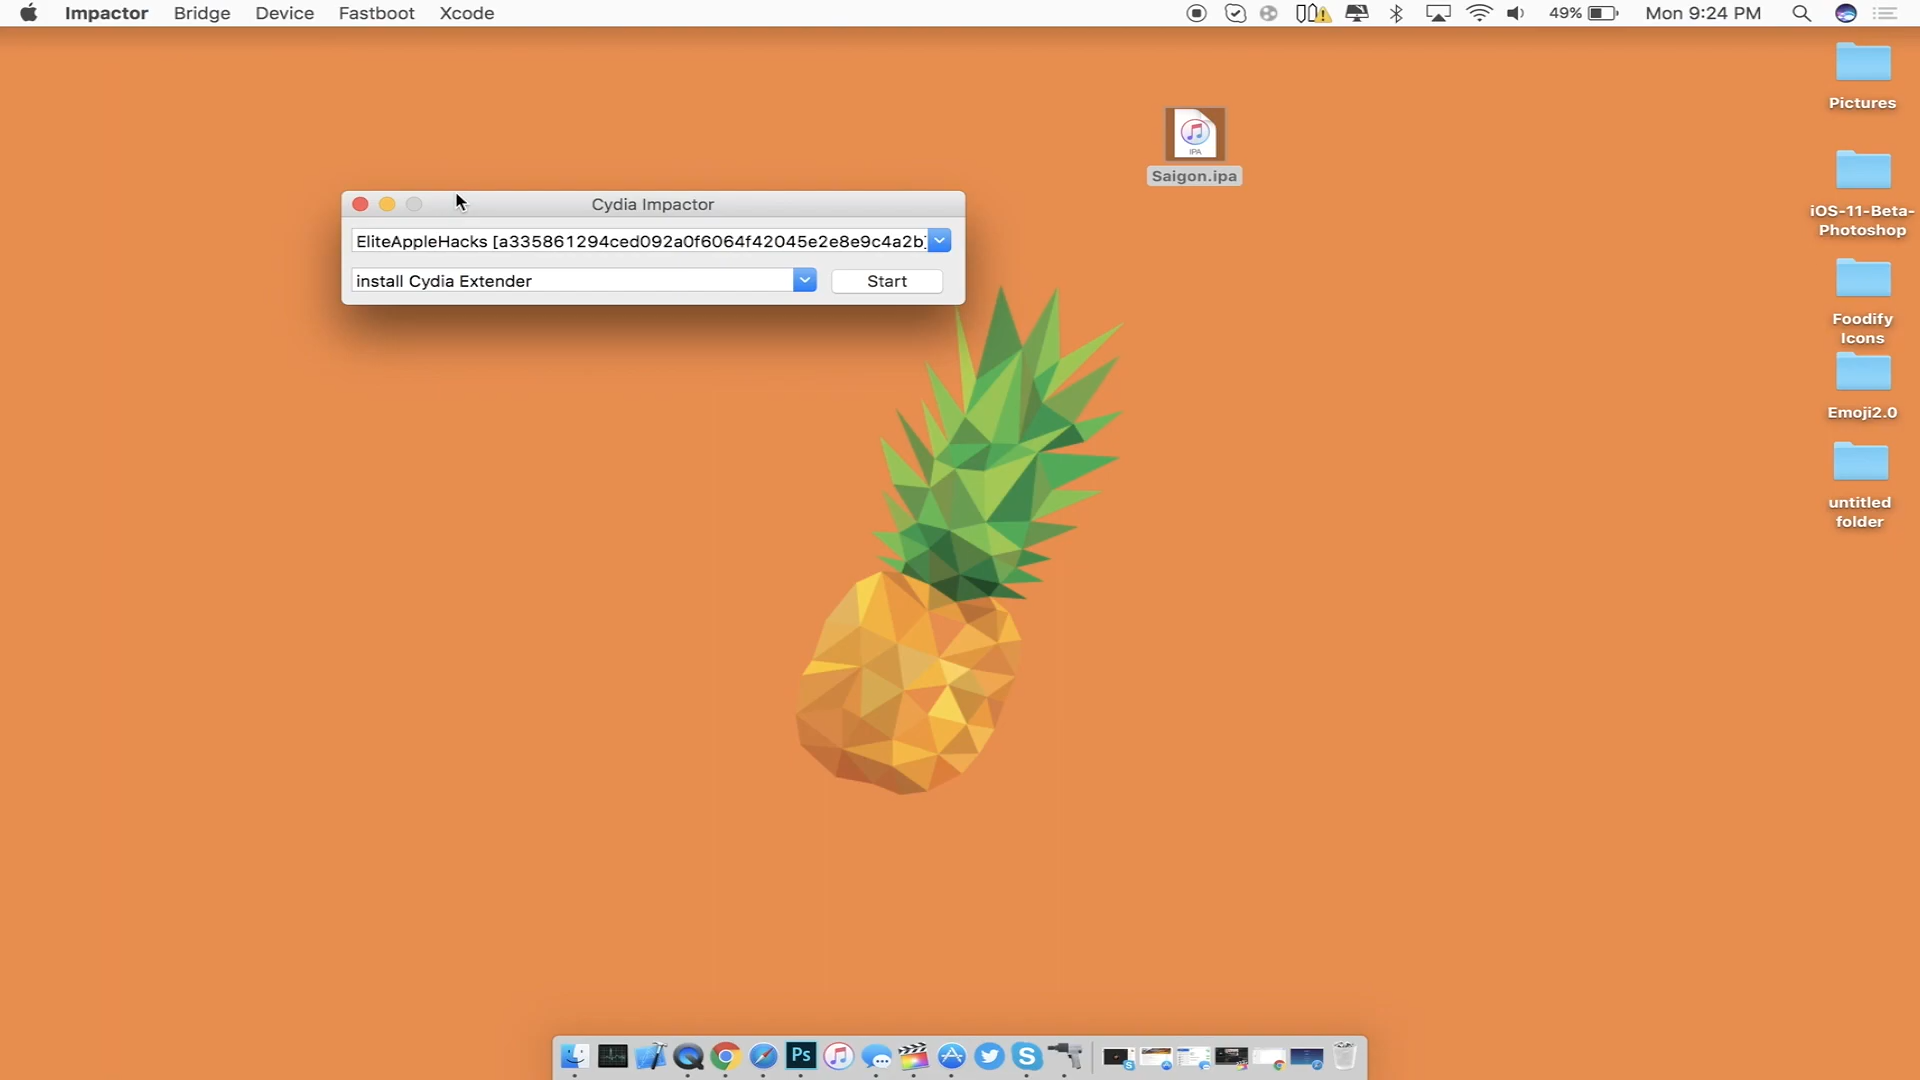 Impactor Bridge Device Fastboot Xcode
49% Mon 9:24 PM
Pictures
IPA
Saigon.ipa
Cydia Impactor
EliteAppleHacks [a335861294ced092a0f6064f42045e2e8e9c4a2b]
install Cydia Extender
Start
iOS-11-Beta-
Photoshop
Foodify
Icons
Emoji2.0
untitled
folder
Ps